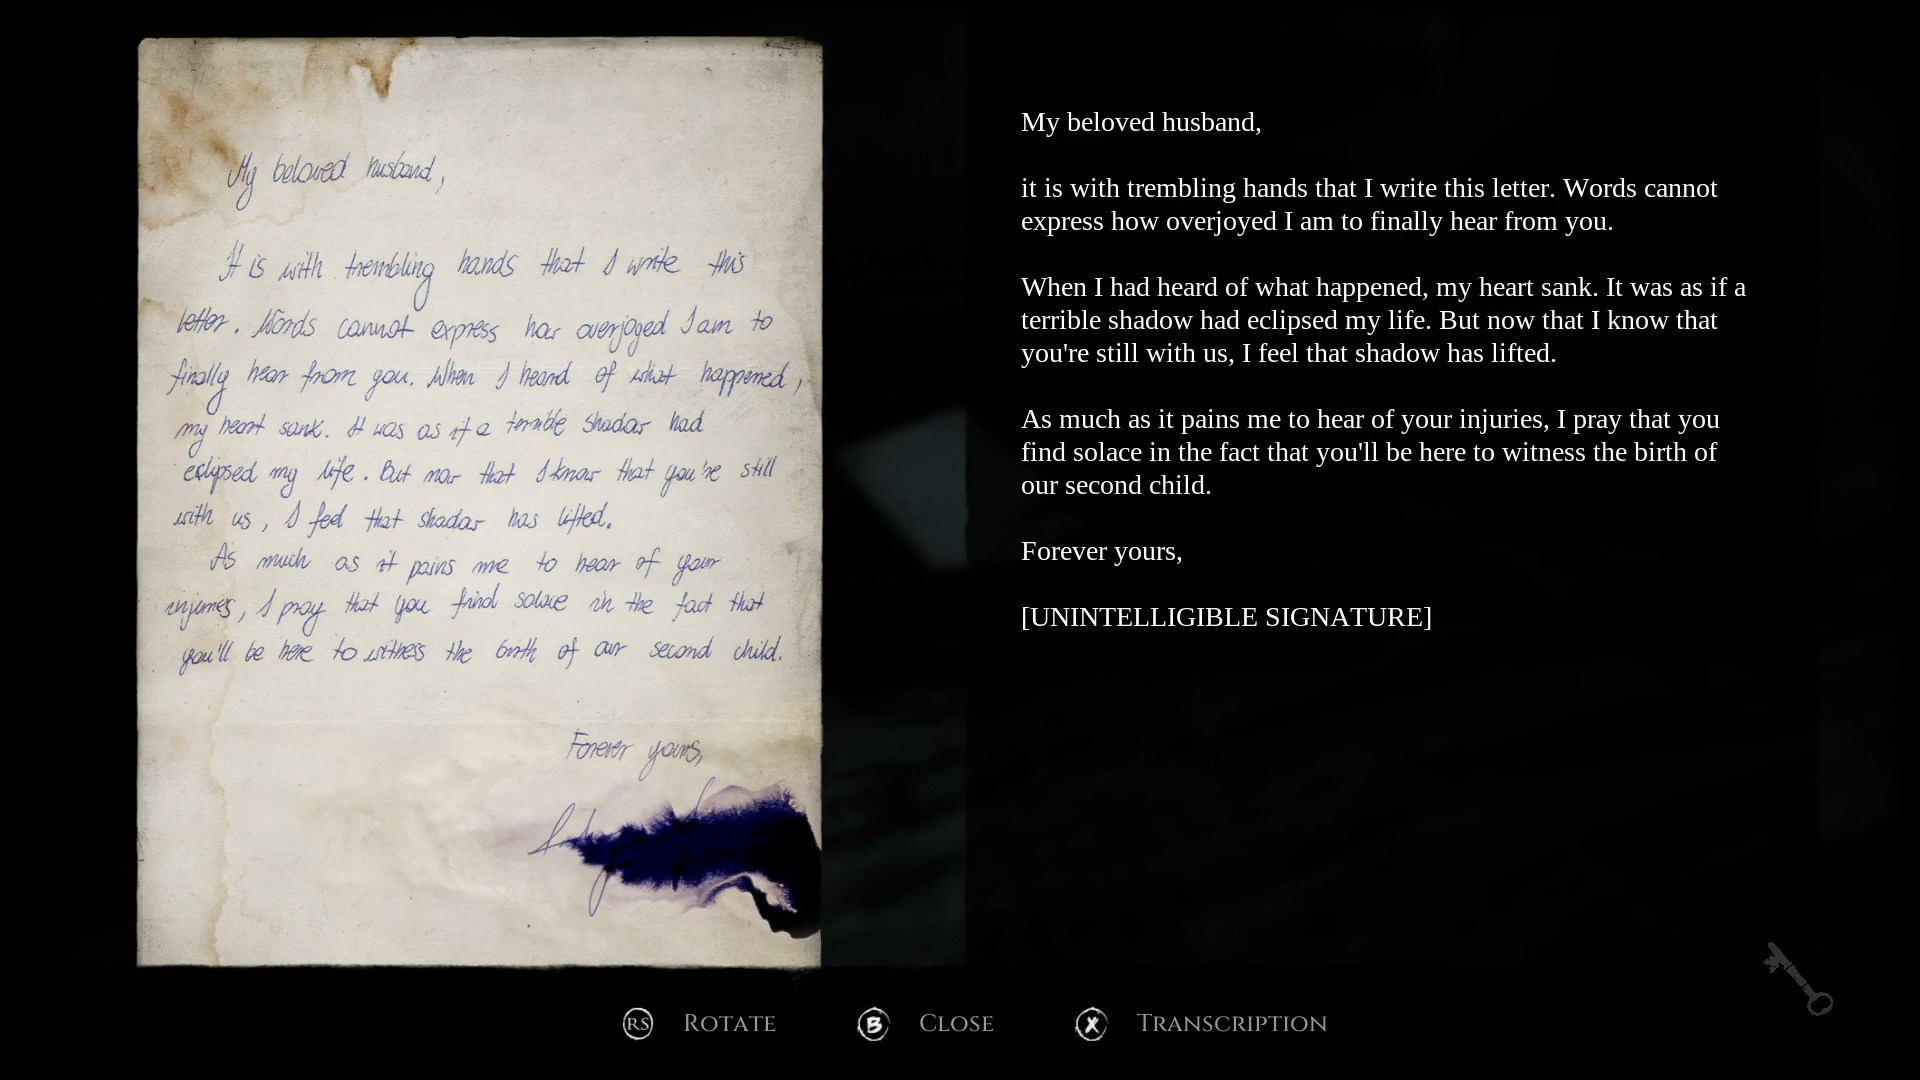 My beloved husband,
It is with trembling hands that I write this
letter. Words cannot express how overjoyed I am to
finally hear from you. When I heard of what happened,
my heart sank. It was as if a terrible shadow had
eclipsed my life. But now that I know that you're still
with us, I feel that shadow has lifted.
As much as it pains me to hear of your
injuries, I pray that you find solace in the fact that
you'll be here to witness the birth of our second child.
Forever yours,
My beloved husband,
it is with trembling hands that I write this letter. Words cannot
express how overjoyed I am to finally hear from you.
When I had heard of what happened, my heart sank. It was as if a
terrible shadow had eclipsed my life. But now that I know that
you're still with us, I feel that shadow has lifted.
As much as it pains me to hear of your injuries, I pray that you
find solace in the fact that you'll be here to witness the birth of
our second child.
Forever yours,
[UNINTELLIGIBLE SIGNATURE]
RS ROTATE B CLOSE X TRANSCRIPTION